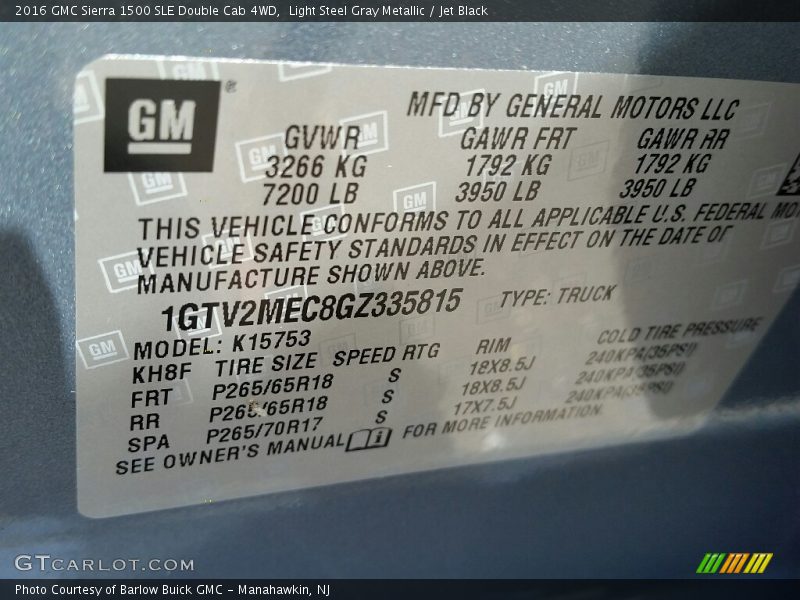 2016 GMC Sierra 1500 SLE Double Cab 4WD,  Light Steel Gray Metallic / Jet Black
GM®
MFD BY GENERAL MOTORS LLC
GVWR GAWR FRT GAWR RR
3266 KG 1792 KG 1792 KG
7200 LB 3950 LB 3950 LB
THIS VEHICLE CONFORMS TO ALL APPLICABLE U.S. FEDERAL MO
VEHICLE SAFETY STANDARDS IN EFFECT ON THE DATE OF
MANUFACTURE SHOWN ABOVE.
1GTV2MEC8GZ335815 TYPE: TRUCK
MODEL: K15753
KH8F TIRE SIZE SPEED RTG RIM COLD TIRE PRESSURE
FRT P265/65R18 S 18X8.5J 240KPA(35PSI)
RR P265/65R18 S 18X8.5J 240KPA(35PSI)
SPA P265/70R17 S 17X7.5J 240KPA(35PSI)
SEE OWNER'S MANUAL FOR MORE INFORMATION.
GTCARLOT.COM
Photo Courtesy of Barlow Buick GMC - Manahawkin, NJ